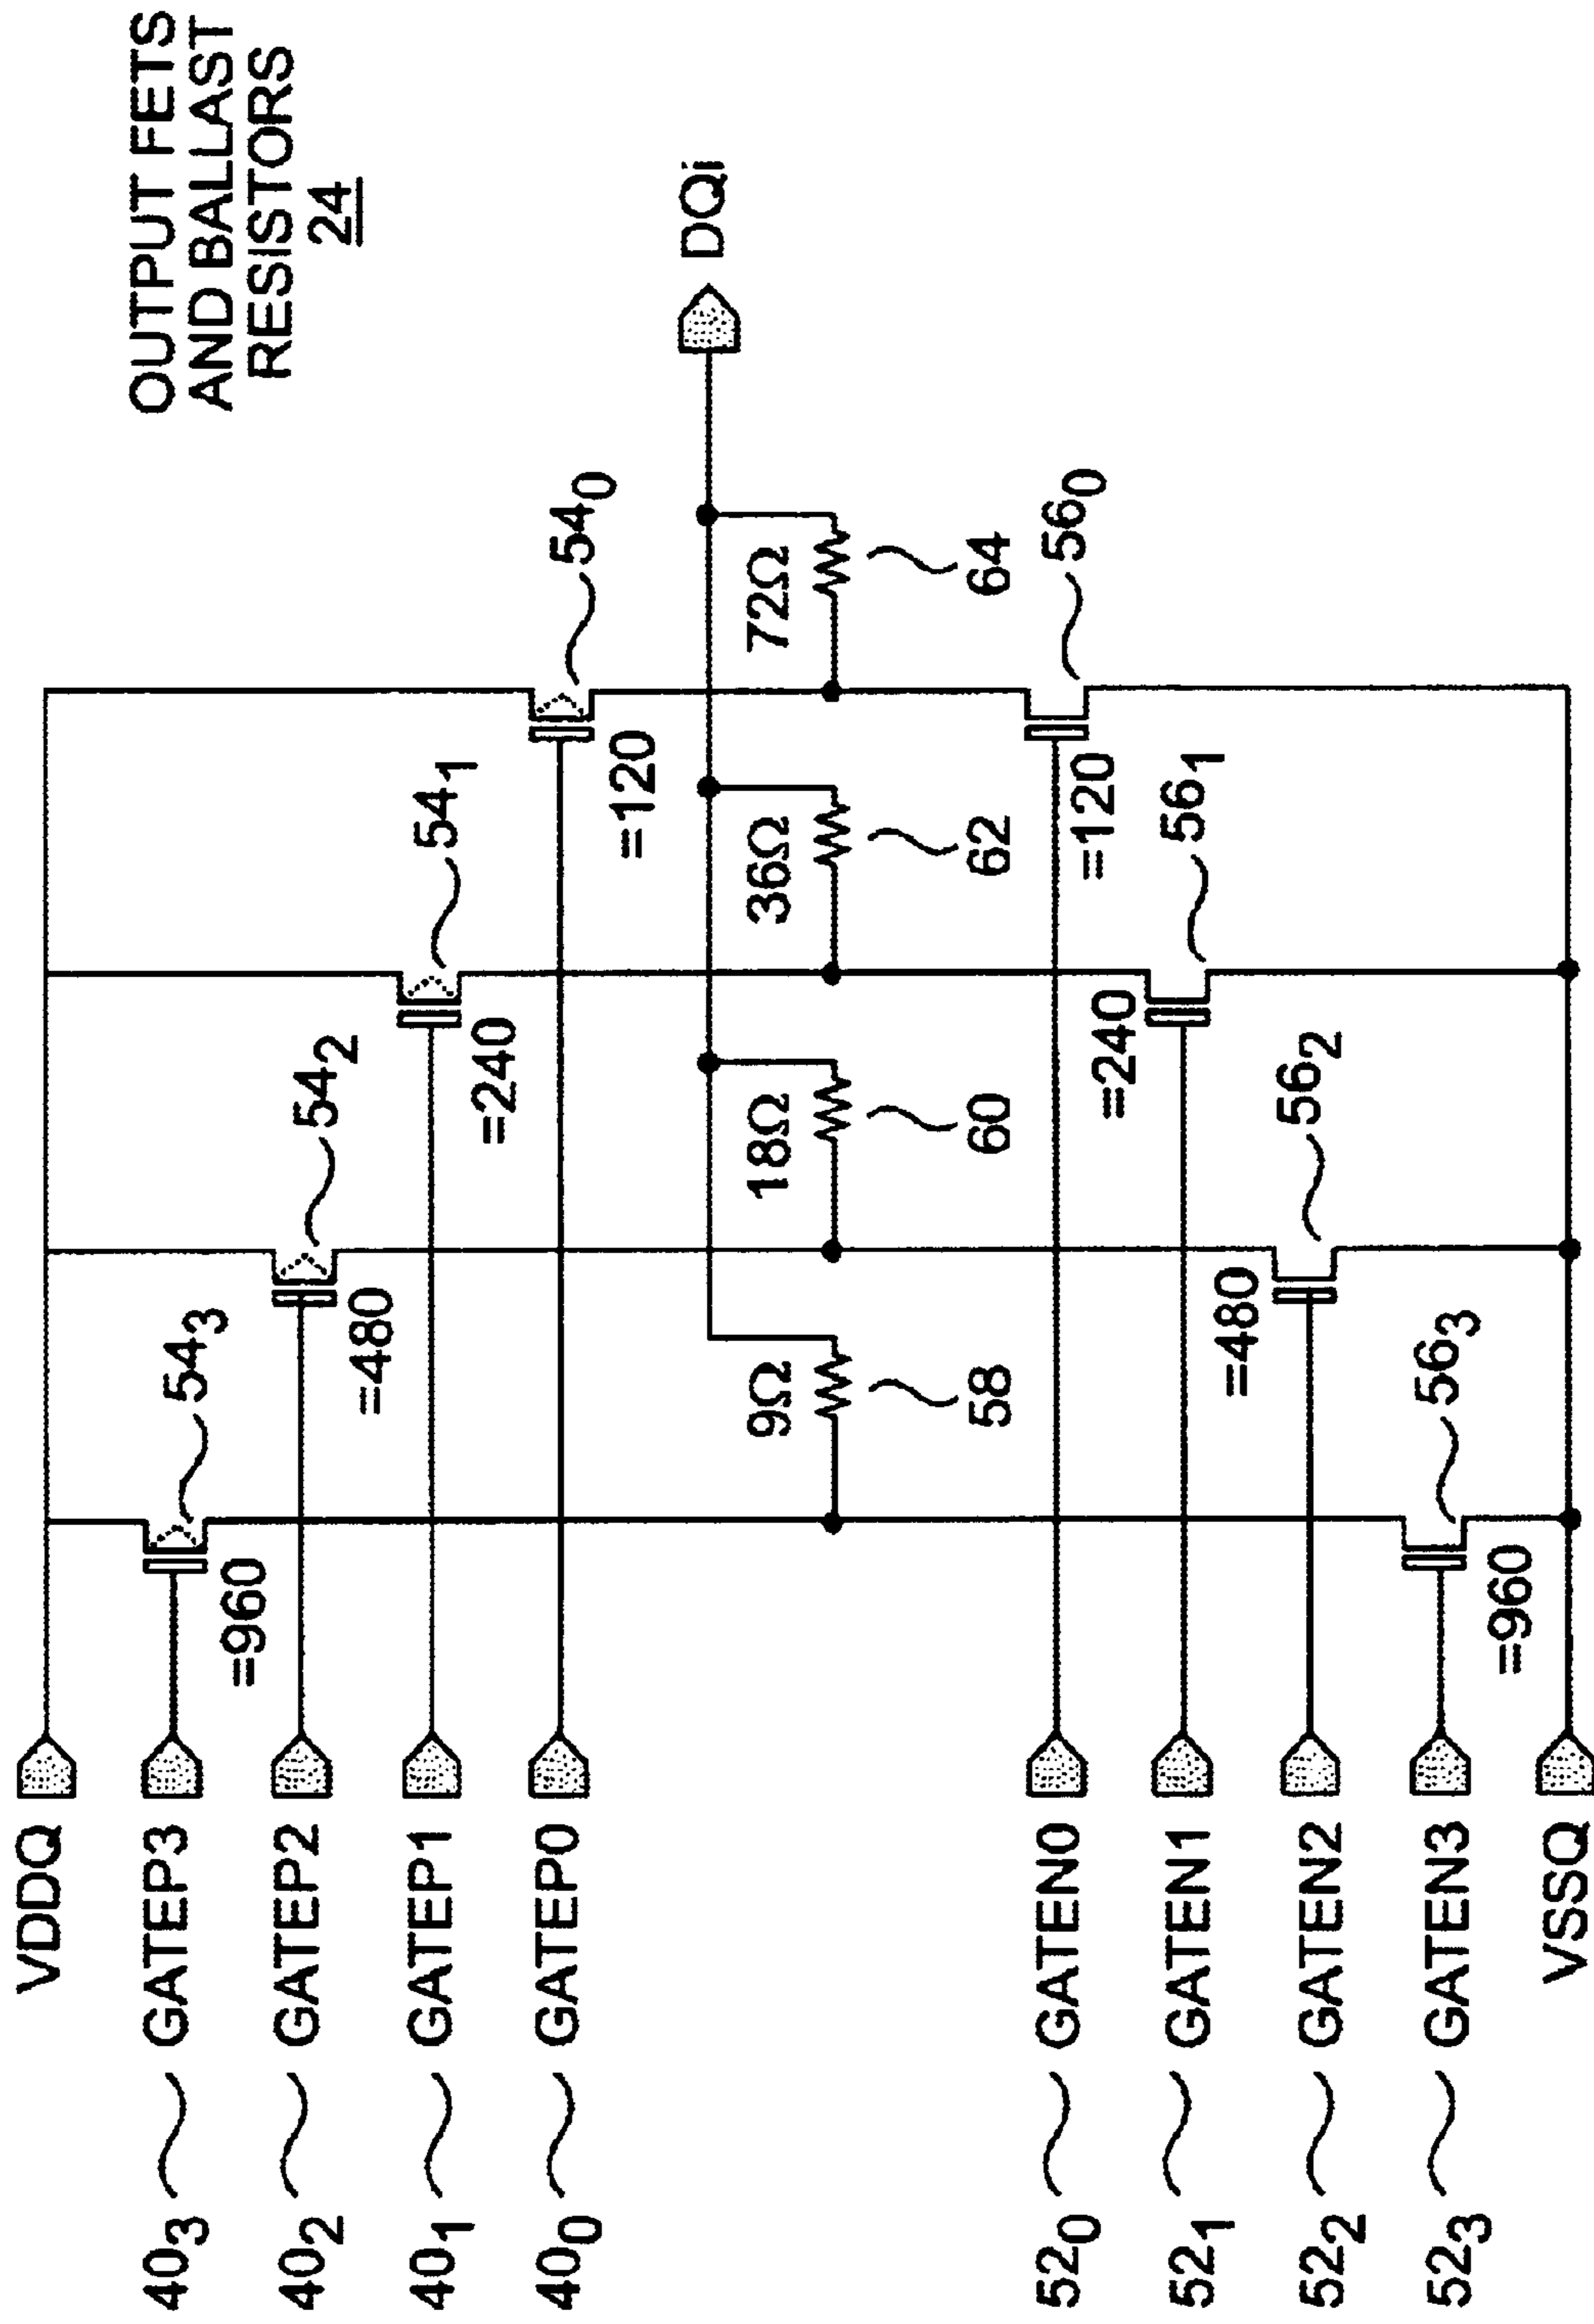 OUTPUT FETS
AND BALLAST
RESISTORS
24
VDDQ
40₃ GATEP3
=960
54₃
40₂ GATEP2
=480
54₂
40₁ GATEP1
=240
54₁
40₀ GATEP0
=120
54₀
DQi
9Ω
18Ω
36Ω
72Ω
58
60
62
64
52₀ GATEN0
=120
56₀
52₁ GATEN1
=240
56₁
52₂ GATEN2
=480
56₂
52₃ GATEN3
=960
56₃
VSSQ